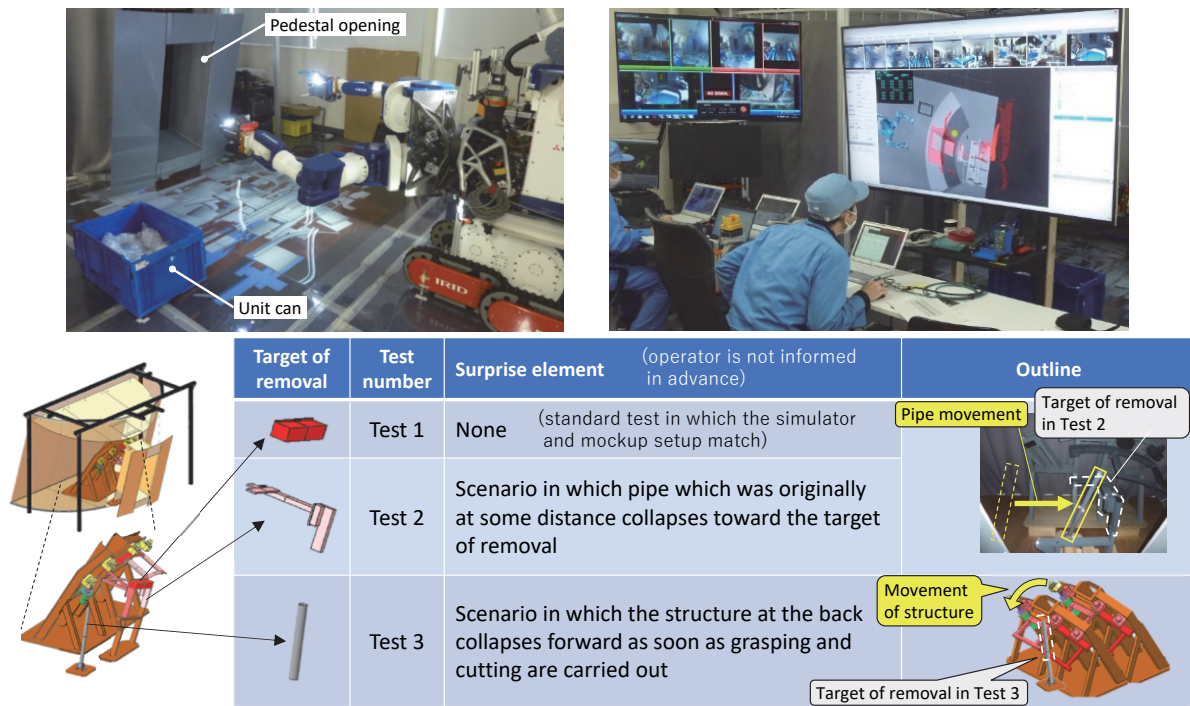 Pedestal opening
Unit can
IRID
NO SIGNAL
Target of
removal
Test
number
Surprise element
(operator is not informed
in advance)
Outline
Test 1
None
(standard test in which the simulator
and mockup setup match)
Pipe movement
Target of removal
in Test 2
Test 2
Scenario in which pipe which was originally
at some distance collapses toward the target
of removal
Test 3
Scenario in which the structure at the back
collapses forward as soon as grasping and
cutting are carried out
Movement
of structure
Target of removal in Test 3